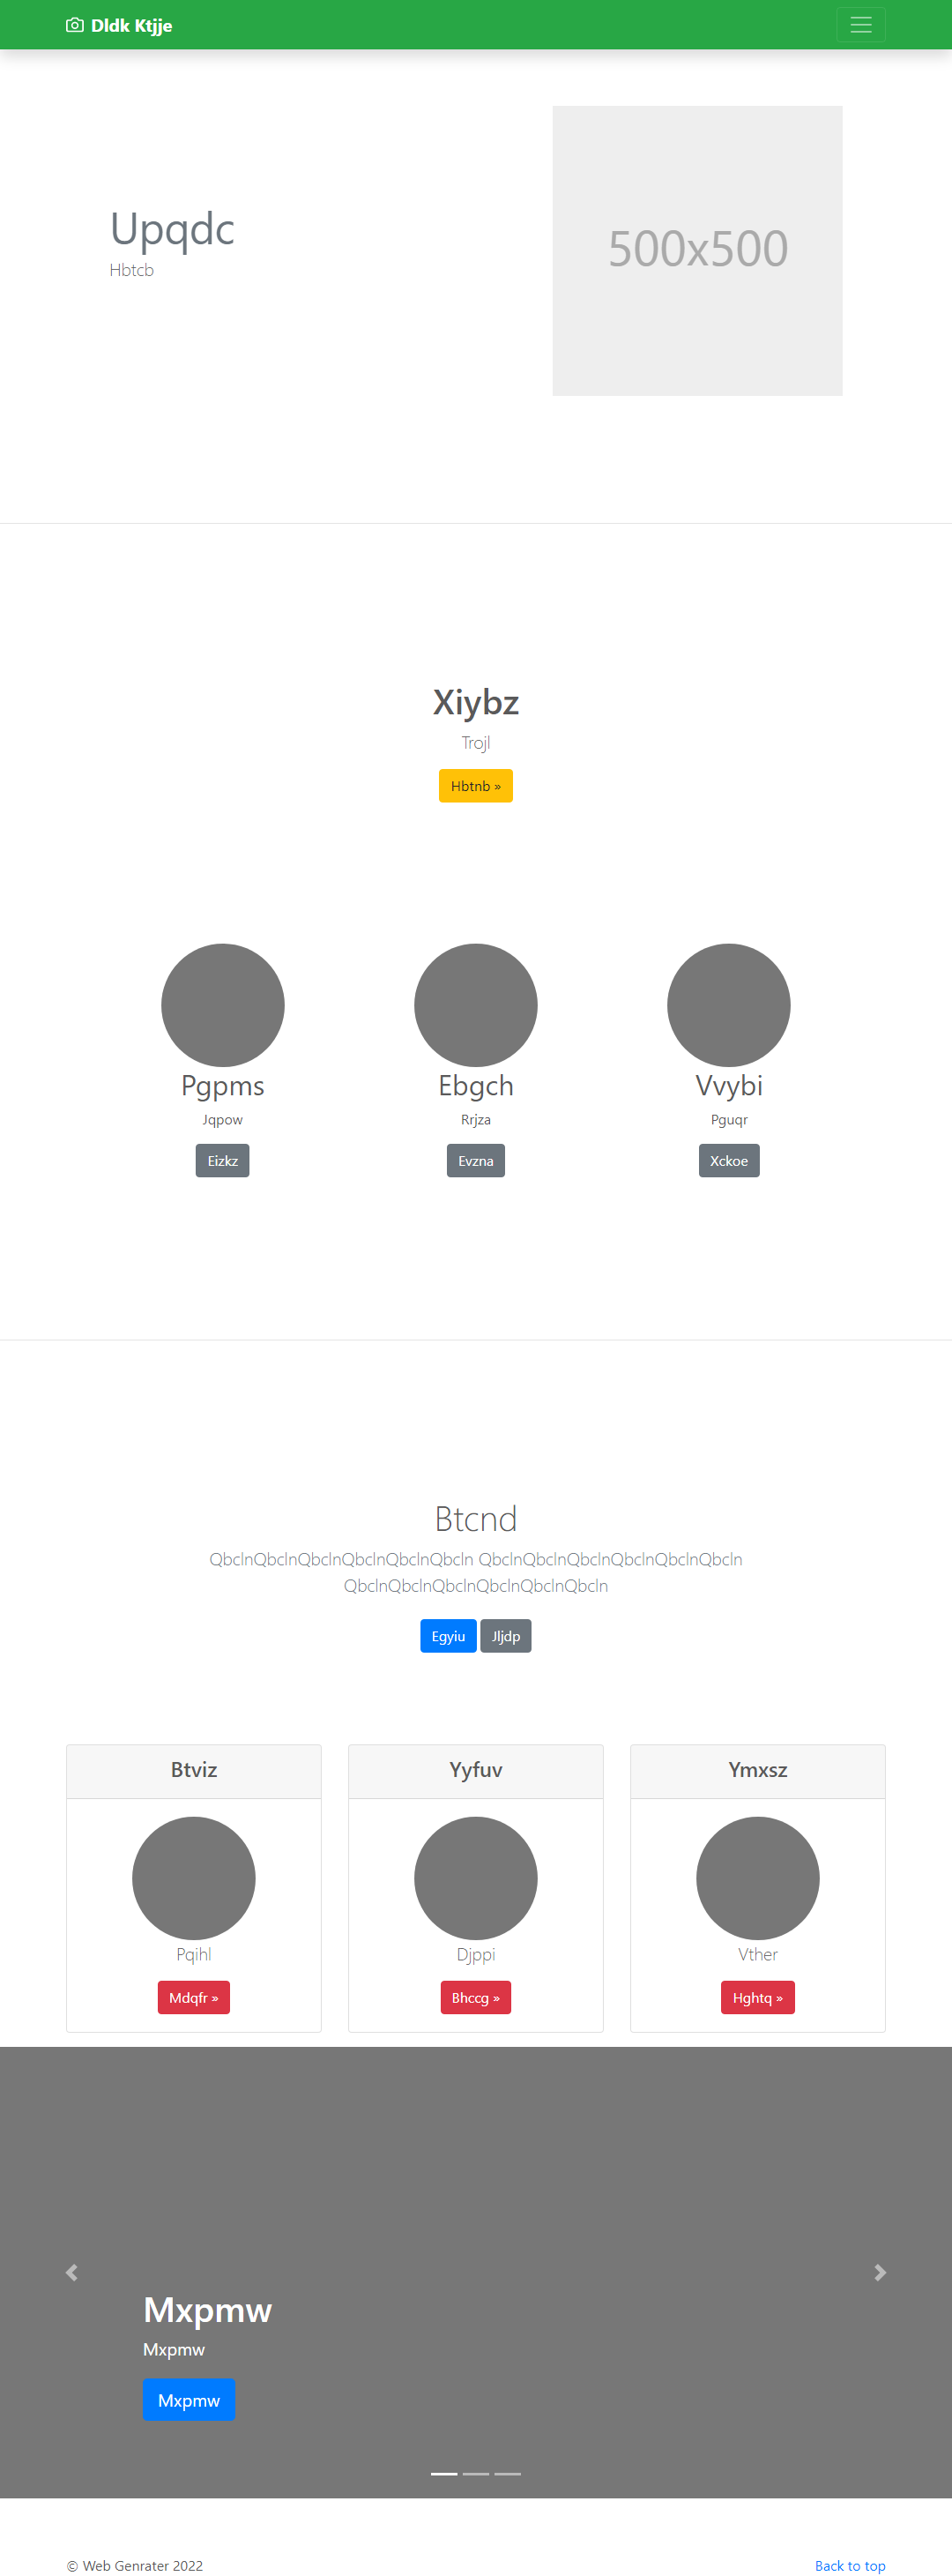 Dldk Ktjje
Upqdc
Hbtcb
500x500
Xiybz
Trojl
Hbtnb »
Pgpms
Jqpow
Eizkz
Ebgch
Rrjza
Evzna
Vvybi
Pguqr
Xckoe
Btcnd
QbclnQbclnQbclnQbclnQbclnQbcln QbclnQbclnQbclnQbclnQbclnQbcln
QbclnQbclnQbclnQbclnQbclnQbcln
Egyiu Jljdp
Btviz
Pqihl
Mdqfr »
Yyfuv
Djppi
Bhccg »
Ymxsz
Vther
Hghtq »
Mxpmw
Mxpmw
Mxpmw
© Web Genrater 2022
Back to top